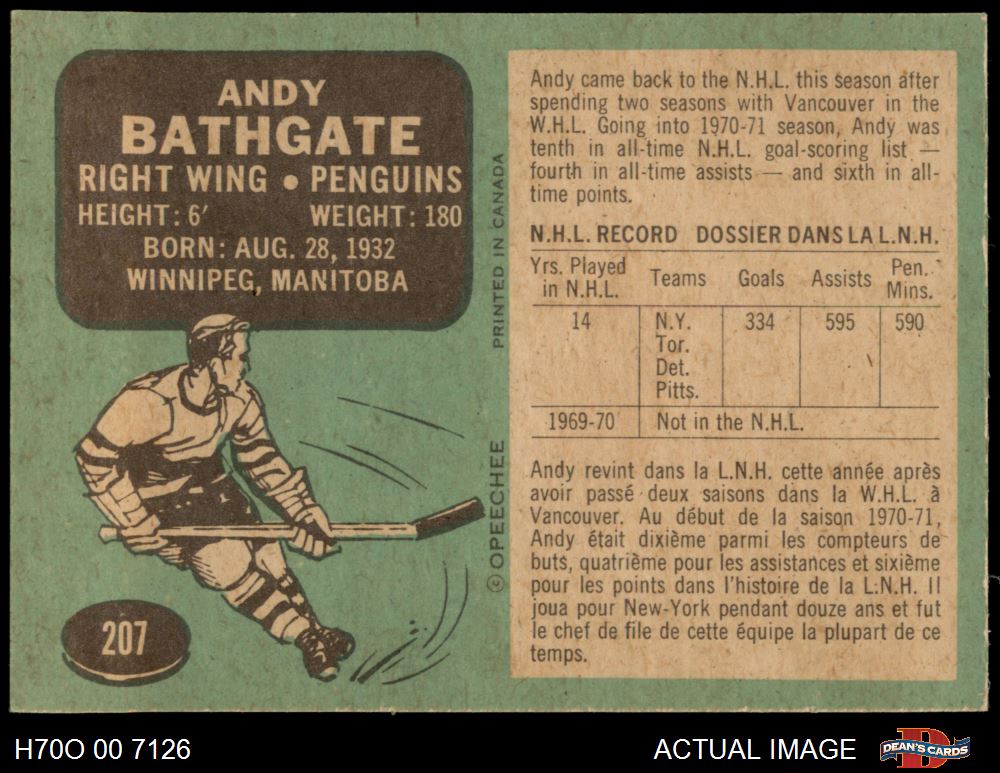 ANDY
BATHGATE
RIGHT WING • PENGUINS
HEIGHT: 6′ WEIGHT: 180
BORN: AUG. 28, 1932
WINNIPEG, MANITOBA
207
© OPEECHEE PRINTED IN CANADA
Andy came back to the N.H.L. this season after
spending two seasons with Vancouver in the
W.H.L. Going into 1970-71 season, Andy was
tenth in all-time N.H.L. goal-scoring list —
fourth in all-time assists — and sixth in all-
time points.
N.H.L. RECORD DOSSIER DANS LA L.N.H.
Yrs. Played in N.H.L. Teams Goals Assists Pen. Mins.
14 N.Y. 334 595 590
Tor.
Det.
Pitts.
1969-70 Not in the N.H.L.
Andy revint dans la L.N.H. cette année après
avoir passé deux saisons dans la W.H.L. à
Vancouver. Au début de la saison 1970-71,
Andy était dixième parmi les compteurs de
buts, quatrième pour les assistances et sixième
pour les points dans l'histoire de la L.N.H. Il
joua pour New-York pendant douze ans et fut
le chef de file de cette équipe la plupart de ce
temps.
H70O 00 7126
ACTUAL IMAGE
DEAN'S CARDS